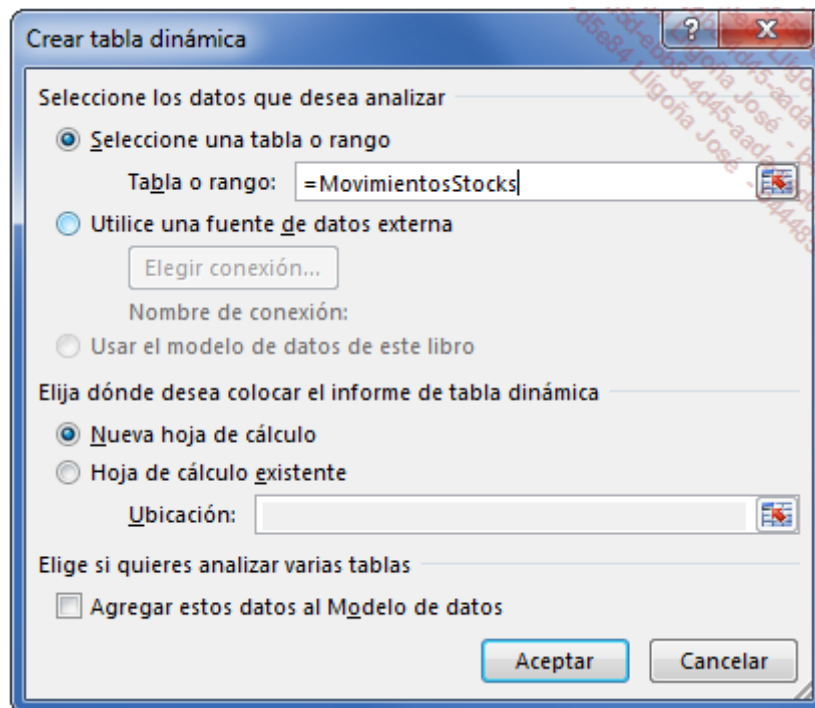 Crear tabla dinámica
Seleccione los datos que desea analizar
Seleccione una tabla o rango
Tabla o rango: =MovimientosStocks
Utilice una fuente de datos externa
Elegir conexión...
Nombre de conexión:
Usar el modelo de datos de este libro
Elija dónde desea colocar el informe de tabla dinámica
Nueva hoja de cálculo
Hoja de cálculo existente
Ubicación:
Elige si quieres analizar varias tablas
Agregar estos datos al Modelo de datos
Aceptar Cancelar